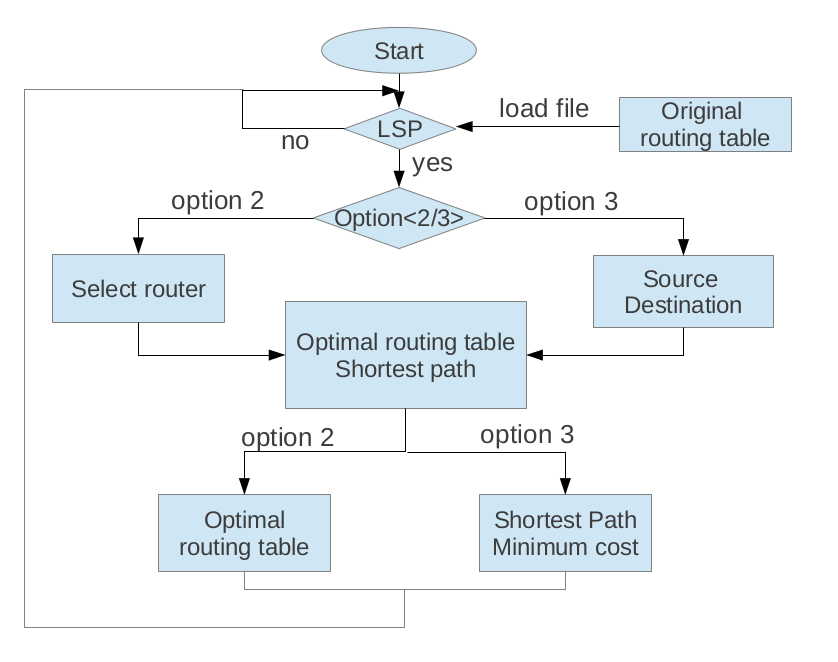 Start
load file
Original
routing table
LSP
no
yes
option 2
Option<2/3>
option 3
Select router
Source
Destination
Optimal routing table
Shortest path
option 2
option 3
Optimal
routing table
Shortest Path
Minimum cost